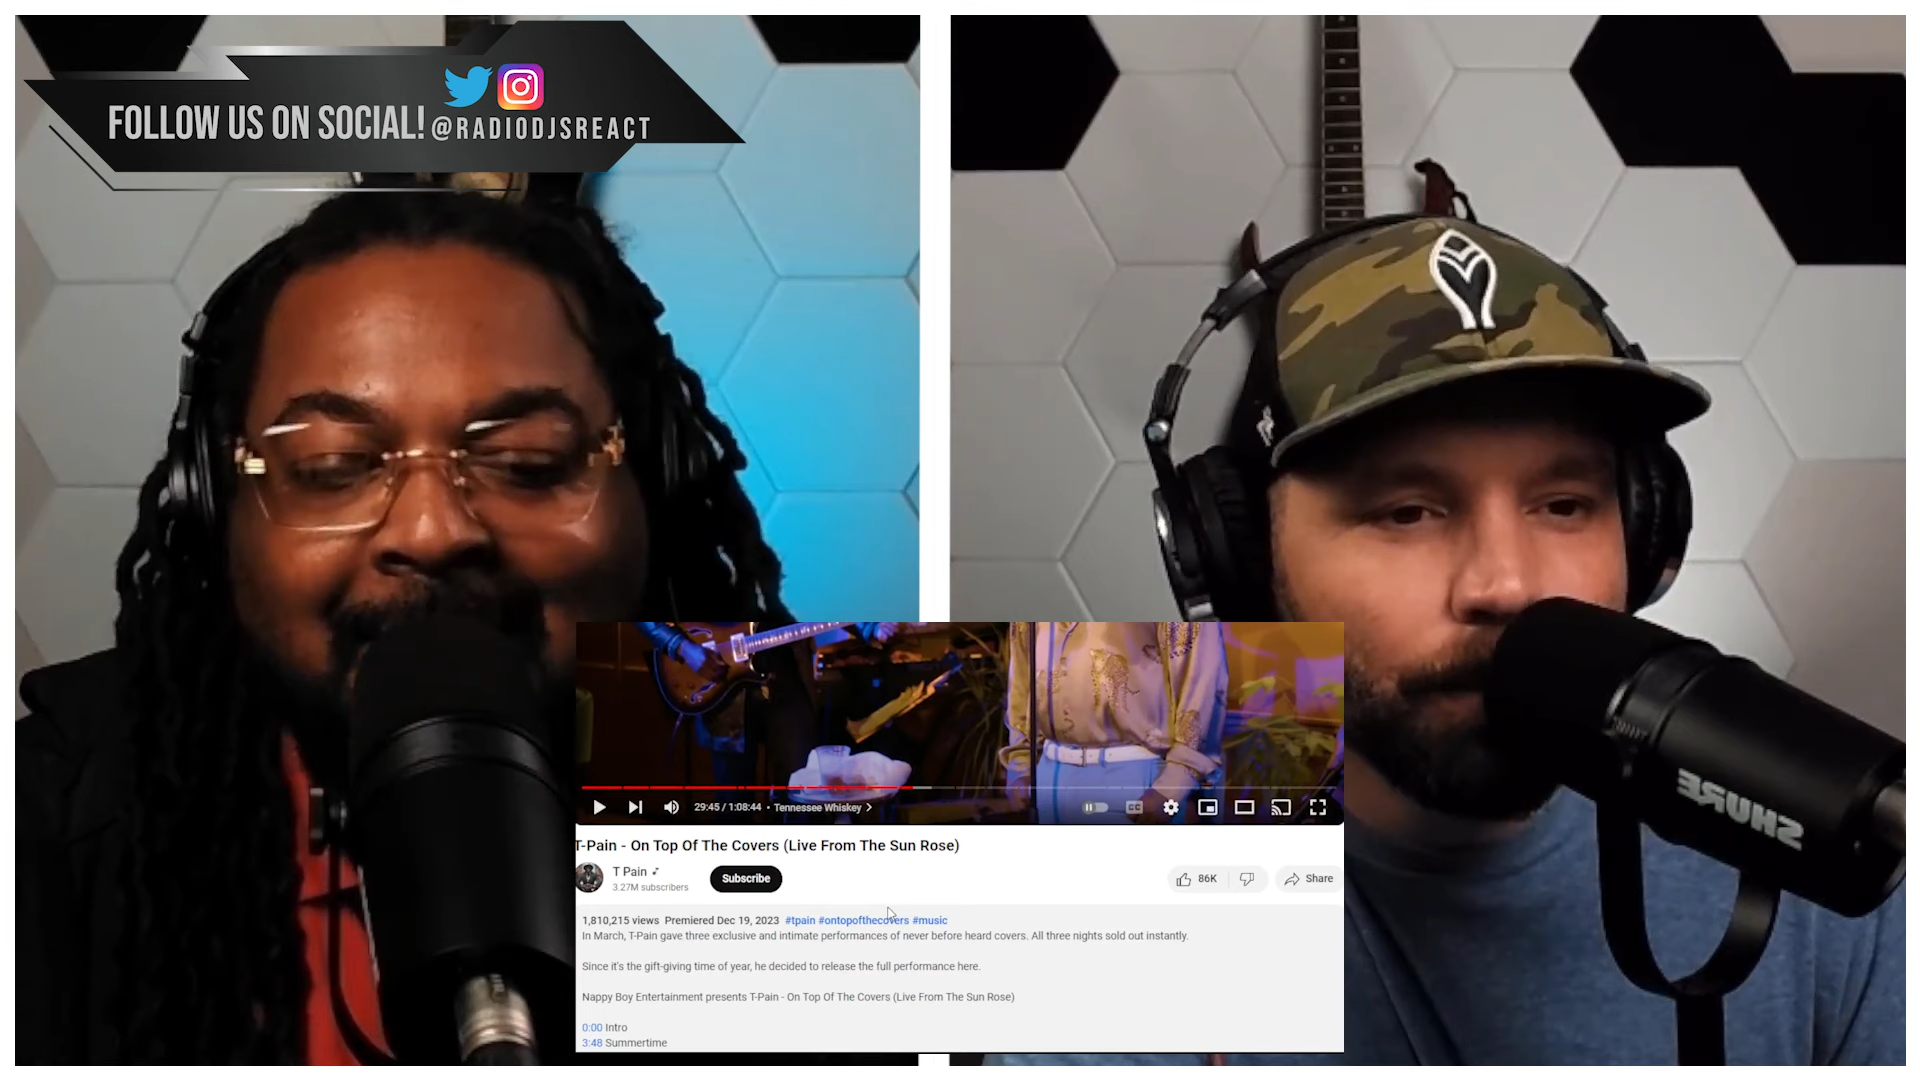 FOLLOW US ON SOCIAL! @RADIODJSREACT
SHURE
29:45 / 1:08:44 • Tennessee Whiskey >
CC
T-Pain - On Top Of The Covers (Live From The Sun Rose)
T Pain
3.27M subscribers
Subscribe
86K
Share
1,810,215 views Premiered Dec 19, 2023 #tpain #ontopofthecovers #music
In March, T-Pain gave three exclusive and intimate performances of never before heard covers. All three nights sold out instantly.
Since it's the gift-giving time of year, he decided to release the full performance here.
Nappy Boy Entertainment presents T-Pain - On Top Of The Covers (Live From The Sun Rose)
0:00 Intro
3:48 Summertime